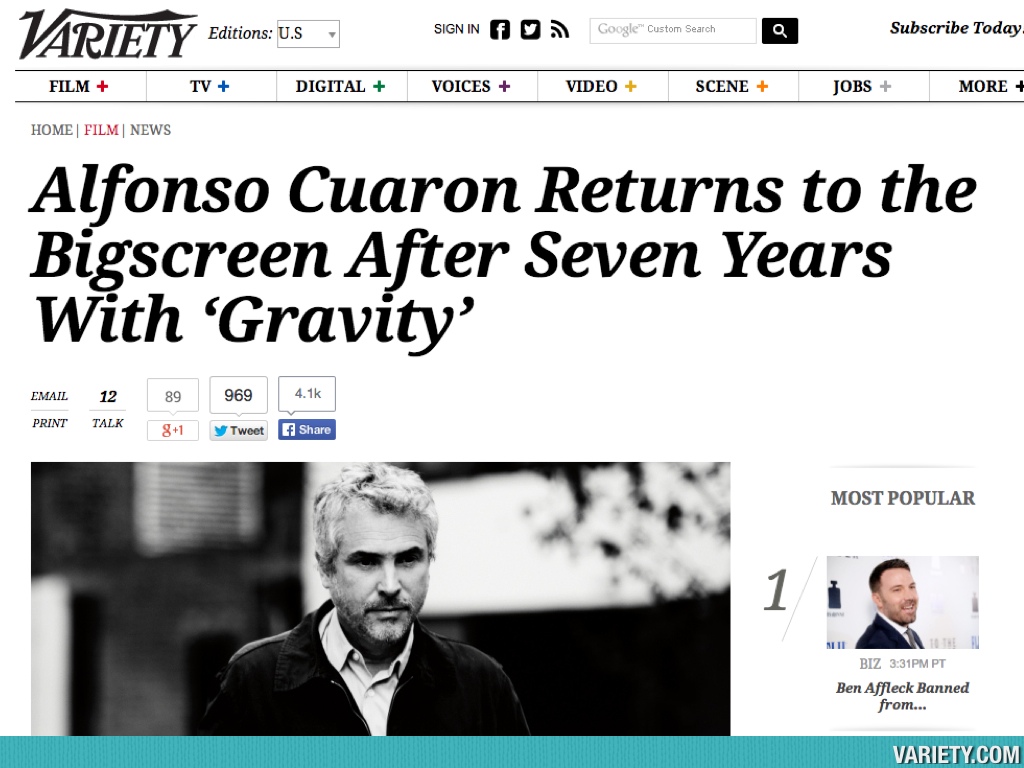 VARIETY Editions: U.S SIGN IN Google™ Custom Search Subscribe Today
FILM + TV + DIGITAL + VOICES + VIDEO + SCENE + JOBS + MORE +
HOME | FILM | NEWS
Alfonso Cuaron Returns to the
Bigscreen After Seven Years
With ‘Gravity’
EMAIL 12 89 969 4.1k
PRINT TALK g+1 Tweet Share
MOST POPULAR
1
BIZ 3:31PM PT
Ben Affleck Banned
from...
VARIETY.COM